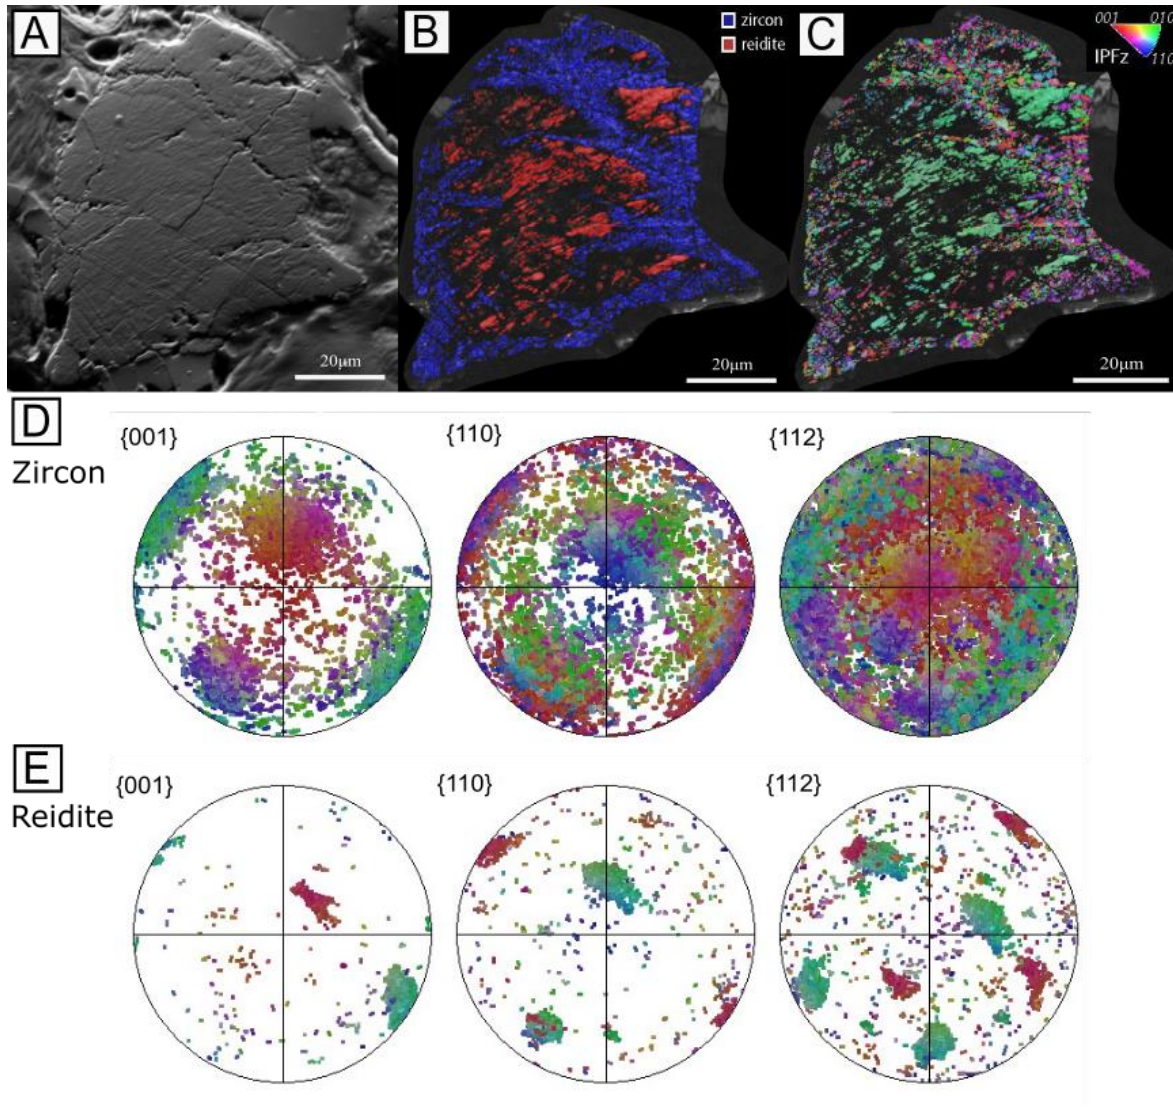 A
B
C
zircon
reidite
001 010
IPFz
110
20μm
20μm
20μm
D
Zircon
{001}
{110}
{112}
E
Reidite
{001}
{110}
{112}